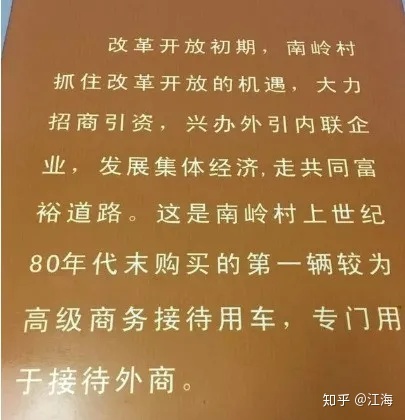 改革开放初期，南岭村
抓住改革开放的机遇，大力
招商引资，兴办外引内联企
业，发展集体经济,走共同富
裕道路。这是南岭村上世纪
80年代末购买的第一辆较为
高级商务接待用车，专门用
于接待外商。
知乎 @江海